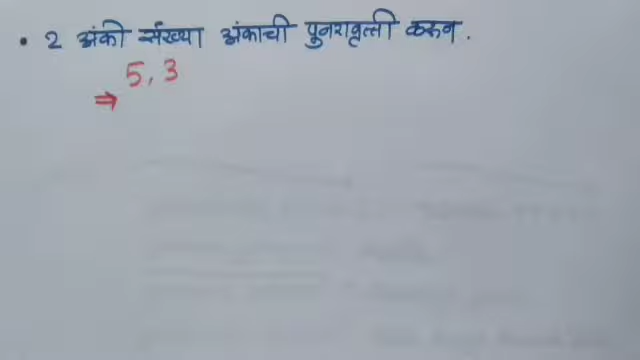 • 2 अंकी संख्या अंकाची पुनरावृत्ती करून.
5, 3
⇒